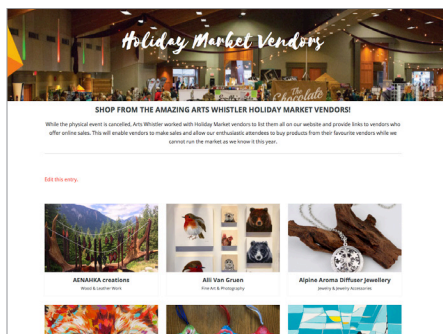 Holiday Market Vendors
The
Chocolate
SHOP FROM THE AMAZING ARTS WHISTLER HOLIDAY MARKET VENDORS!
While the physical event is cancelled, Arts Whistler worked with Holiday Market vendors to list them all on our website and provide links to vendors who
offer online sales. This will enable vendors to make sales and allow our enthusiastic attendees to buy products from their favourite vendors while we
cannot run the market as we know it this year.
Edit this entry.
AENAHKA creations
Wood & Leather Work
Alli Van Gruen
Fine Art & Photography
Alpine Aroma Diffuser Jewellery
Jewelry & Jewelry Accessories